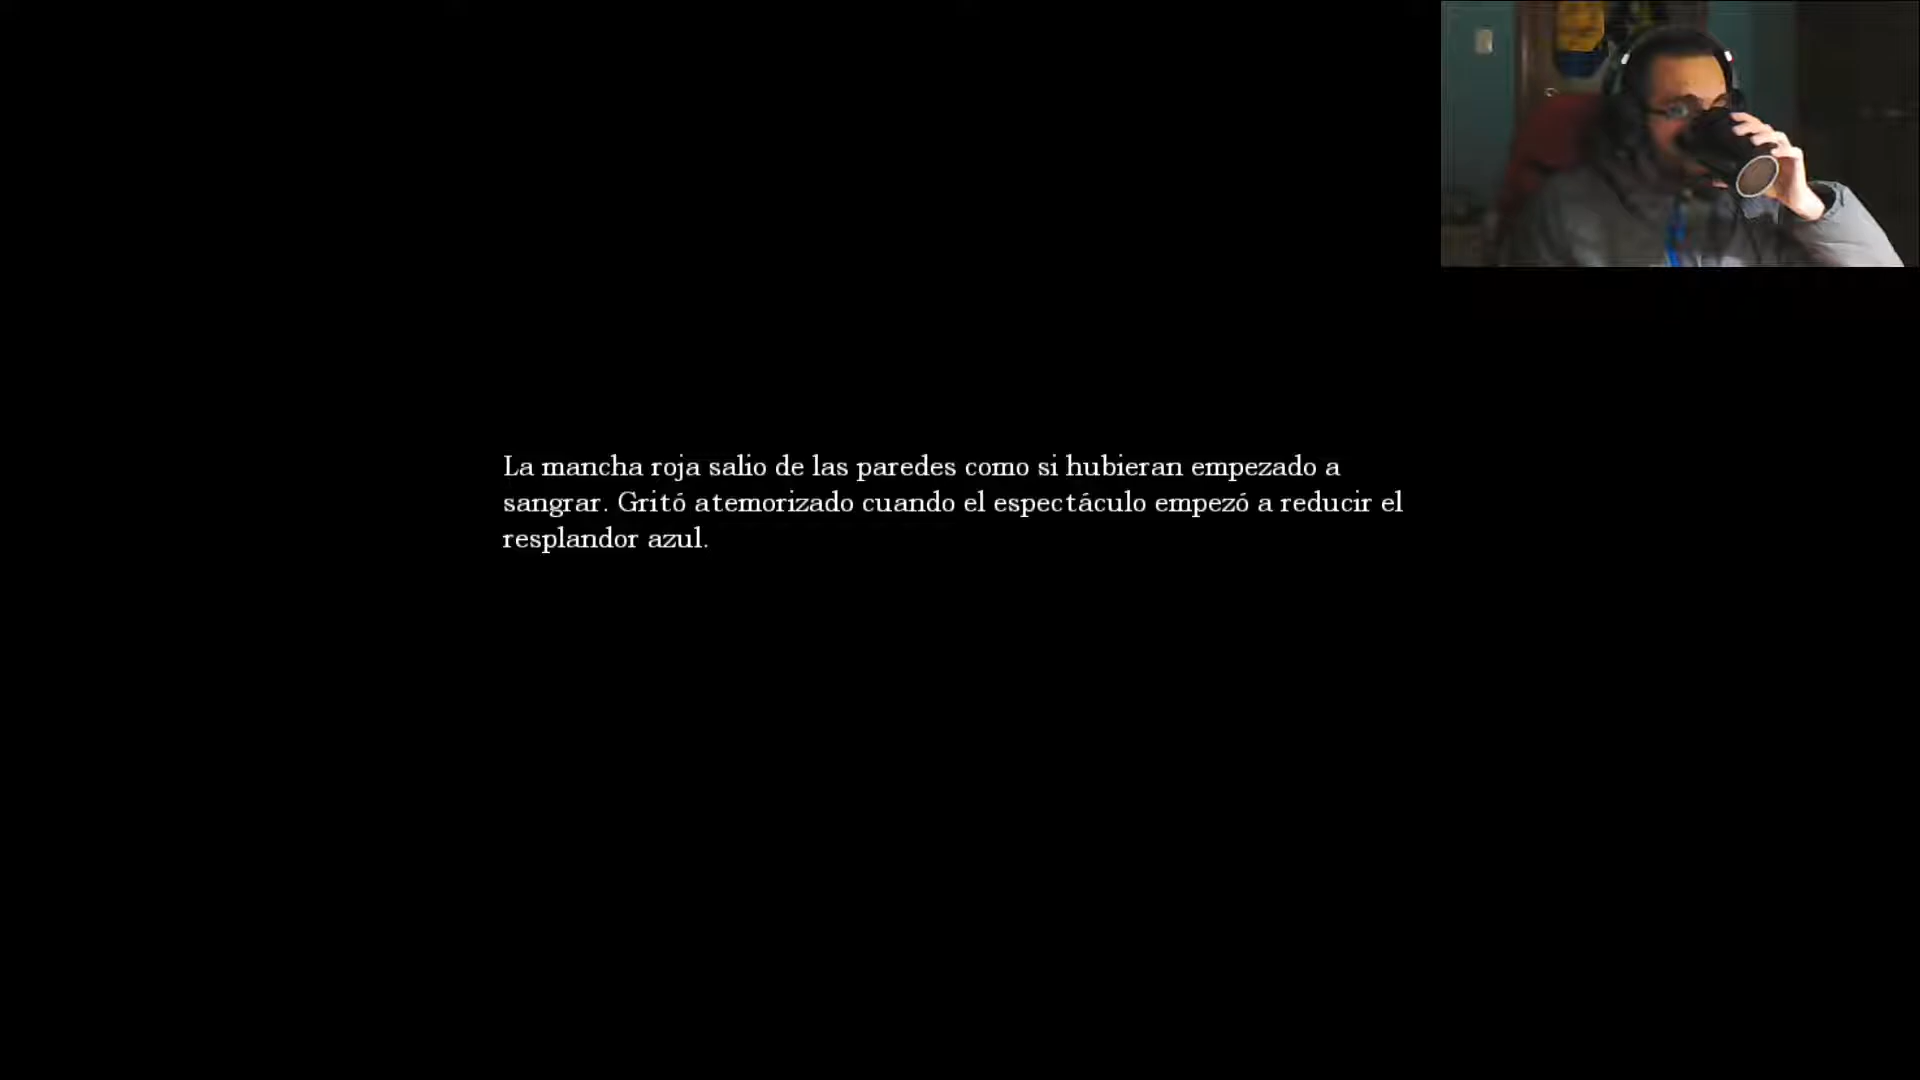 La mancha roja salio de las paredes como si hubieran empezado a
sangrar. Gritó atemorizado cuando el espectáculo empezó a reducir el
resplandor azul.